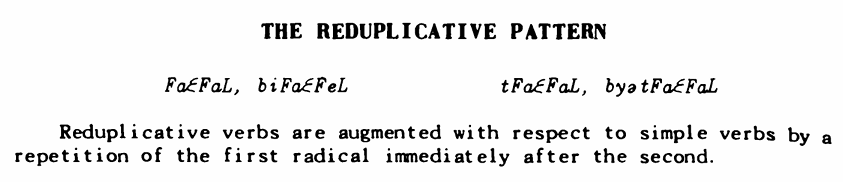 THE REDUPLICATIVE PATTERN
FaƐFaL, biFaƐFeL tFaƐFaL, byətFaƐFaL
Reduplicative verbs are augmented with respect to simple verbs by a
repetition of the first radical immediately after the second.